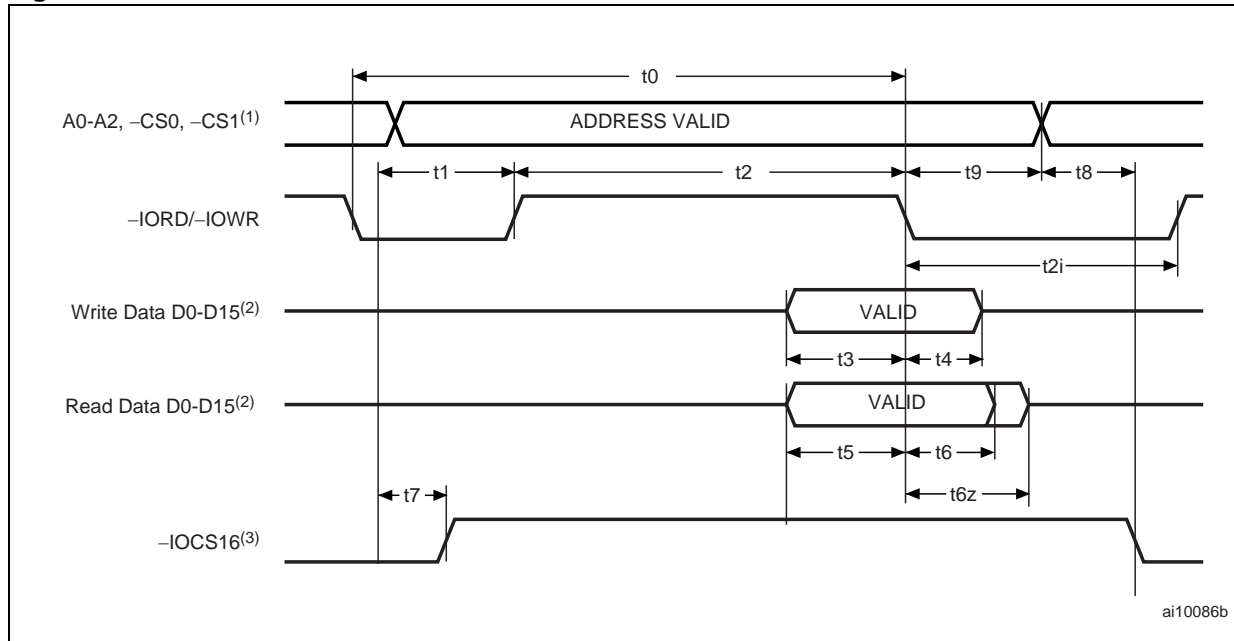 t0
A0-A2, –CS0, –CS1(1)
ADDRESS VALID
t1
t2
t9
t8
–IORD/–IOWR
t2i
Write Data D0-D15(2)
VALID
t3
t4
Read Data D0-D15(2)
VALID
t5
t6
t7
t6z
–IOCS16(3)
ai10086b